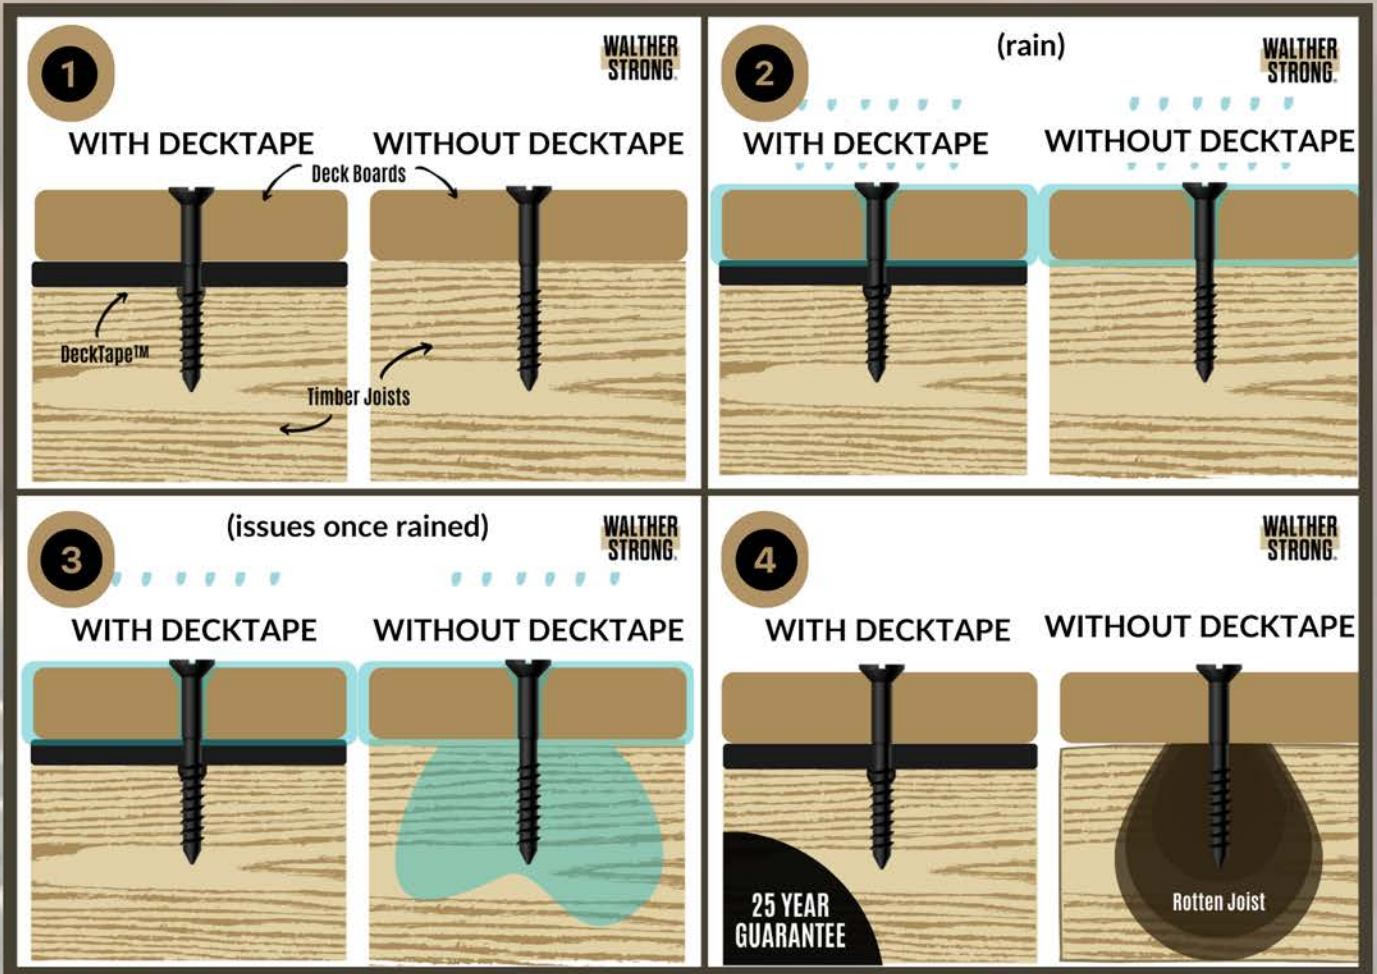 1
WALTHER
STRONG®
WITH DECKTAPE
WITHOUT DECKTAPE
Deck Boards
DeckTape™
Timber Joists
2
(rain)
WALTHER
STRONG®
WITH DECKTAPE
WITHOUT DECKTAPE
3
(issues once rained)
WALTHER
STRONG®
WITH DECKTAPE
WITHOUT DECKTAPE
4
WALTHER
STRONG®
WITH DECKTAPE
WITHOUT DECKTAPE
25 YEAR
GUARANTEE
Rotten Joist